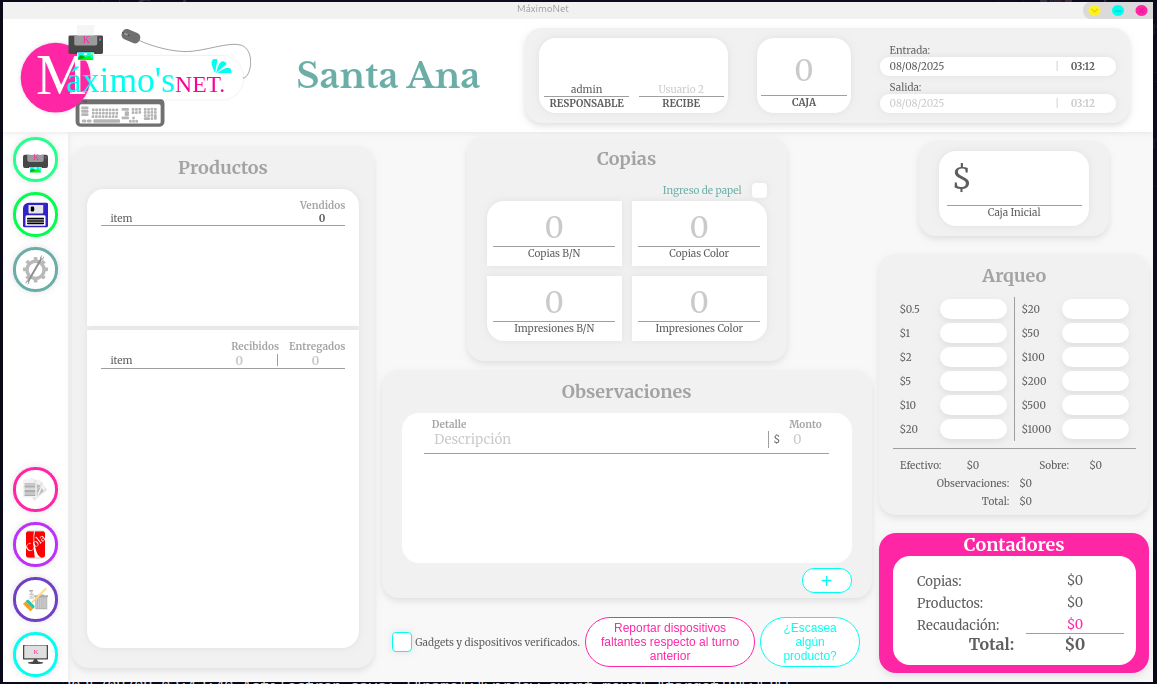 MáximoNet
K
Máximo'sNET.
Santa Ana
admin
RESPONSABLE
Usuario 2
RECIBE
0
CAJA
Entrada:
08/08/2025 | 03:12
Salida:
08/08/2025 | 03:12
K
Cola
K
Productos
Vendidos
item 0
Recibidos Entregados
item 0 0
Copias
Ingreso de papel
0
Copias B/N
0
Copias Color
0
Impresiones B/N
0
Impresiones Color
Observaciones
Detalle Monto
Descripción $ 0
+
Gadgets y dispositivos verificados.
Reportar dispositivos
faltantes respecto al turno
anterior
¿Escasea
algún
producto?
$
Caja Inicial
Arqueo
$0.5 $20
$1 $50
$2 $100
$5 $200
$10 $500
$20 $1000
Efectivo: $0 Sobre: $0
Observaciones: $0
Total: $0
Contadores
Copias: $0
Productos: $0
Recaudación: $0
Total: $0